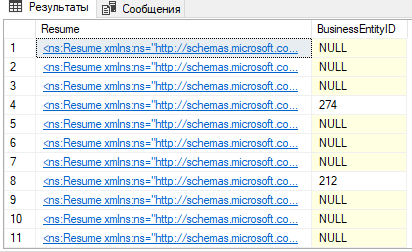 Результаты Сообщения
Resume BusinessEntityID
1 <ns:Resume xmlns:ns="http://schemas.microsoft.co... NULL
2 <ns:Resume xmlns:ns="http://schemas.microsoft.co... NULL
3 <ns:Resume xmlns:ns="http://schemas.microsoft.co... NULL
4 <ns:Resume xmlns:ns="http://schemas.microsoft.co... 274
5 <ns:Resume xmlns:ns="http://schemas.microsoft.co... NULL
6 <ns:Resume xmlns:ns="http://schemas.microsoft.co... NULL
7 <ns:Resume xmlns:ns="http://schemas.microsoft.co... NULL
8 <ns:Resume xmlns:ns="http://schemas.microsoft.co... 212
9 <ns:Resume xmlns:ns="http://schemas.microsoft.co... NULL
10 <ns:Resume xmlns:ns="http://schemas.microsoft.co... NULL
11 <ns:Resume xmlns:ns="http://schemas.microsoft.co... NULL